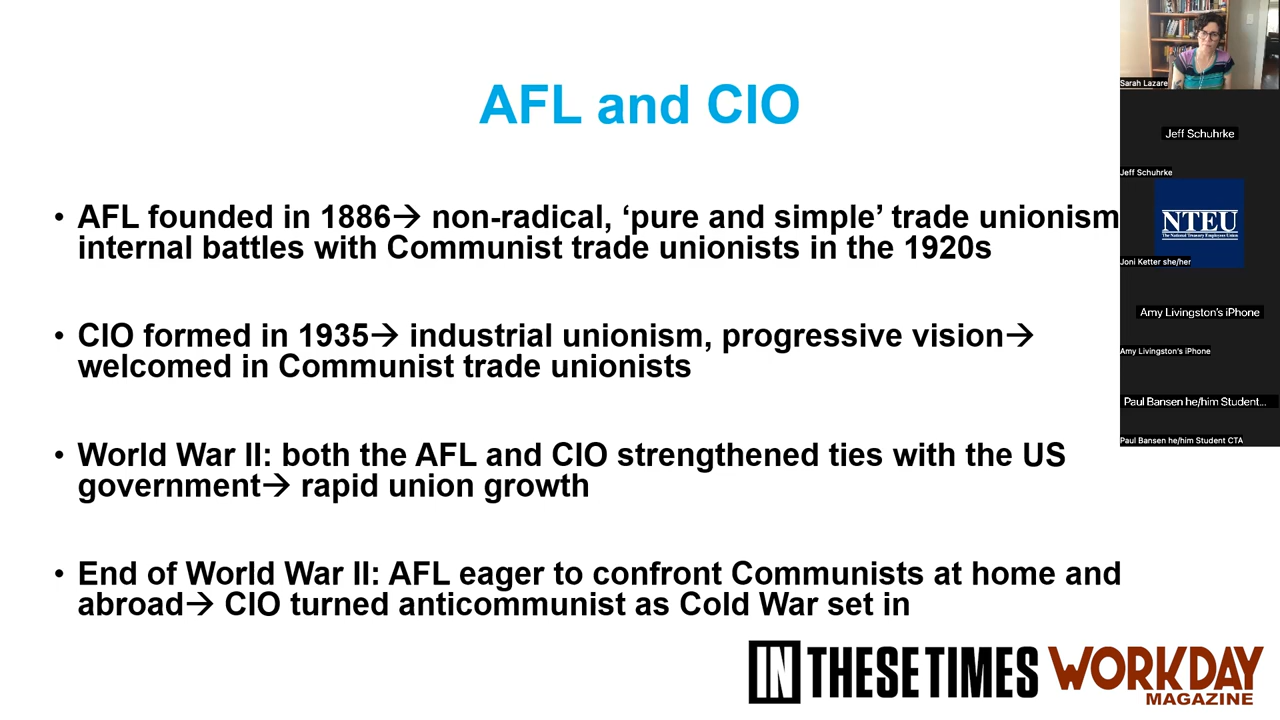 AFL and CIO
• AFL founded in 1886→ non-radical, ‘pure and simple’ trade unionism
internal battles with Communist trade unionists in the 1920s
• CIO formed in 1935→ industrial unionism, progressive vision→
welcomed in Communist trade unionists
• World War II: both the AFL and CIO strengthened ties with the US
government→ rapid union growth
• End of World War II: AFL eager to confront Communists at home and
abroad→ CIO turned anticommunist as Cold War set in
IN THESE TIMES WORKDAY
MAGAZINE
Sarah Lazare
Jeff Schuhrke
Jeff Schuhrke
NTEU
The National Treasury Employees Union
Joni Ketter she/her
Amy Livingston's iPhone
Amy Livingston's iPhone
Paul Bansen he/him Student...
Paul Bansen he/him Student CTA